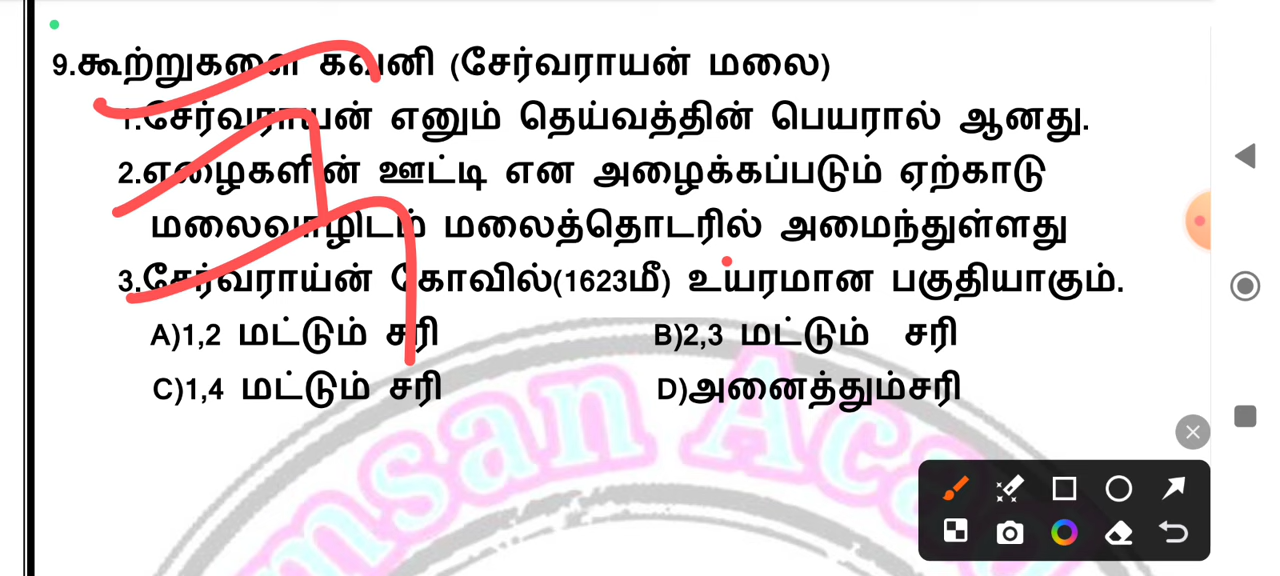 9.கூற்றுகளை கவனி (சேர்வராயன் மலை)
1.சேர்வராயன் எனும் தெய்வத்தின் பெயரால் ஆனது.
2.எழைகளின் ஊட்டி என அழைக்கப்படும் ஏற்காடு
மலைவாழிடம் மலைத்தொடரில் அமைந்துள்ளது
3.சேர்வராய்ன் கோவில்(1623மீ) உயரமான பகுதியாகும்.
A)1,2 மட்டும் சரி B)2,3 மட்டும் சரி
C)1,4 மட்டும் சரி D)அனைத்தும்சரி